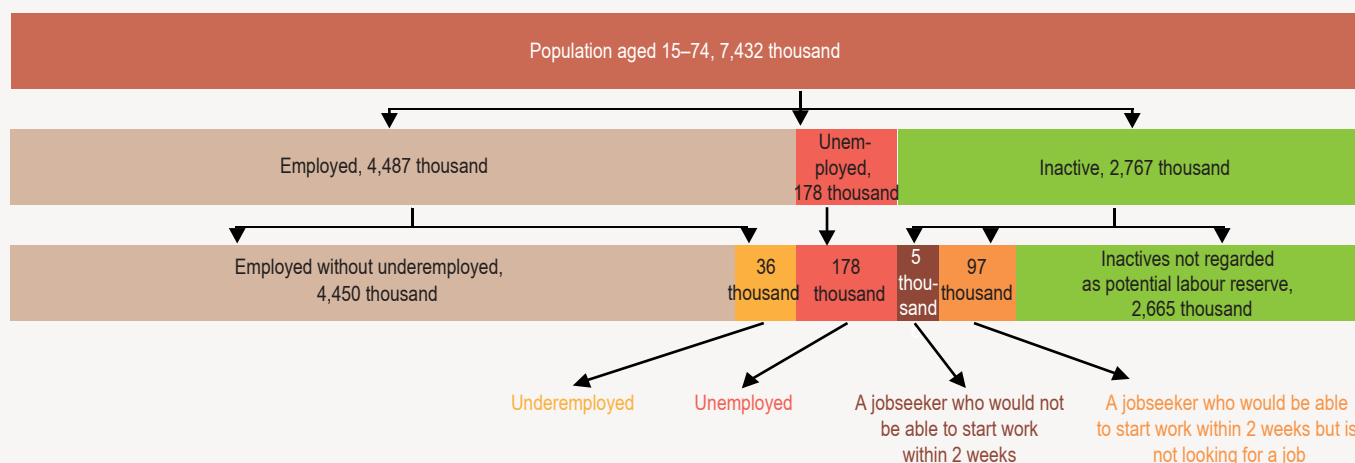 Population aged 15–74, 7,432 thousand
Employed, 4,487 thousand
Unem-
ployed,
178 thousand
Inactive, 2,767 thousand
Employed without underemployed,
4,450 thousand
36
thousand
178
thousand
5
thou-
sand
97
thousand
Inactives not regarded
as potential labour reserve,
2,665 thousand
Underemployed
Unemployed
A jobseeker who would not
be able to start work
within 2 weeks
A jobseeker who would be able
to start work within 2 weeks but is
not looking for a job